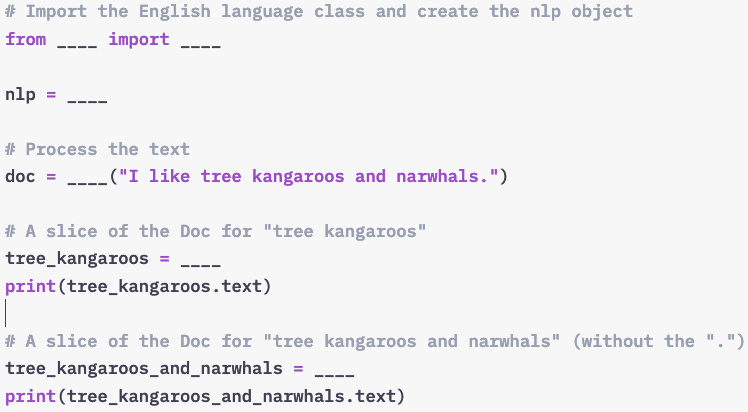 # Import the English language class and create the nlp object
from ____ import ____
nlp = ____
# Process the text
doc = ____("I like tree kangaroos and narwhals.")
# A slice of the Doc for "tree kangaroos"
tree_kangaroos = ____
print(tree_kangaroos.text)
# A slice of the Doc for "tree kangaroos and narwhals" (without the ".")
tree_kangaroos_and_narwhals = ____
print(tree_kangaroos_and_narwhals.text)